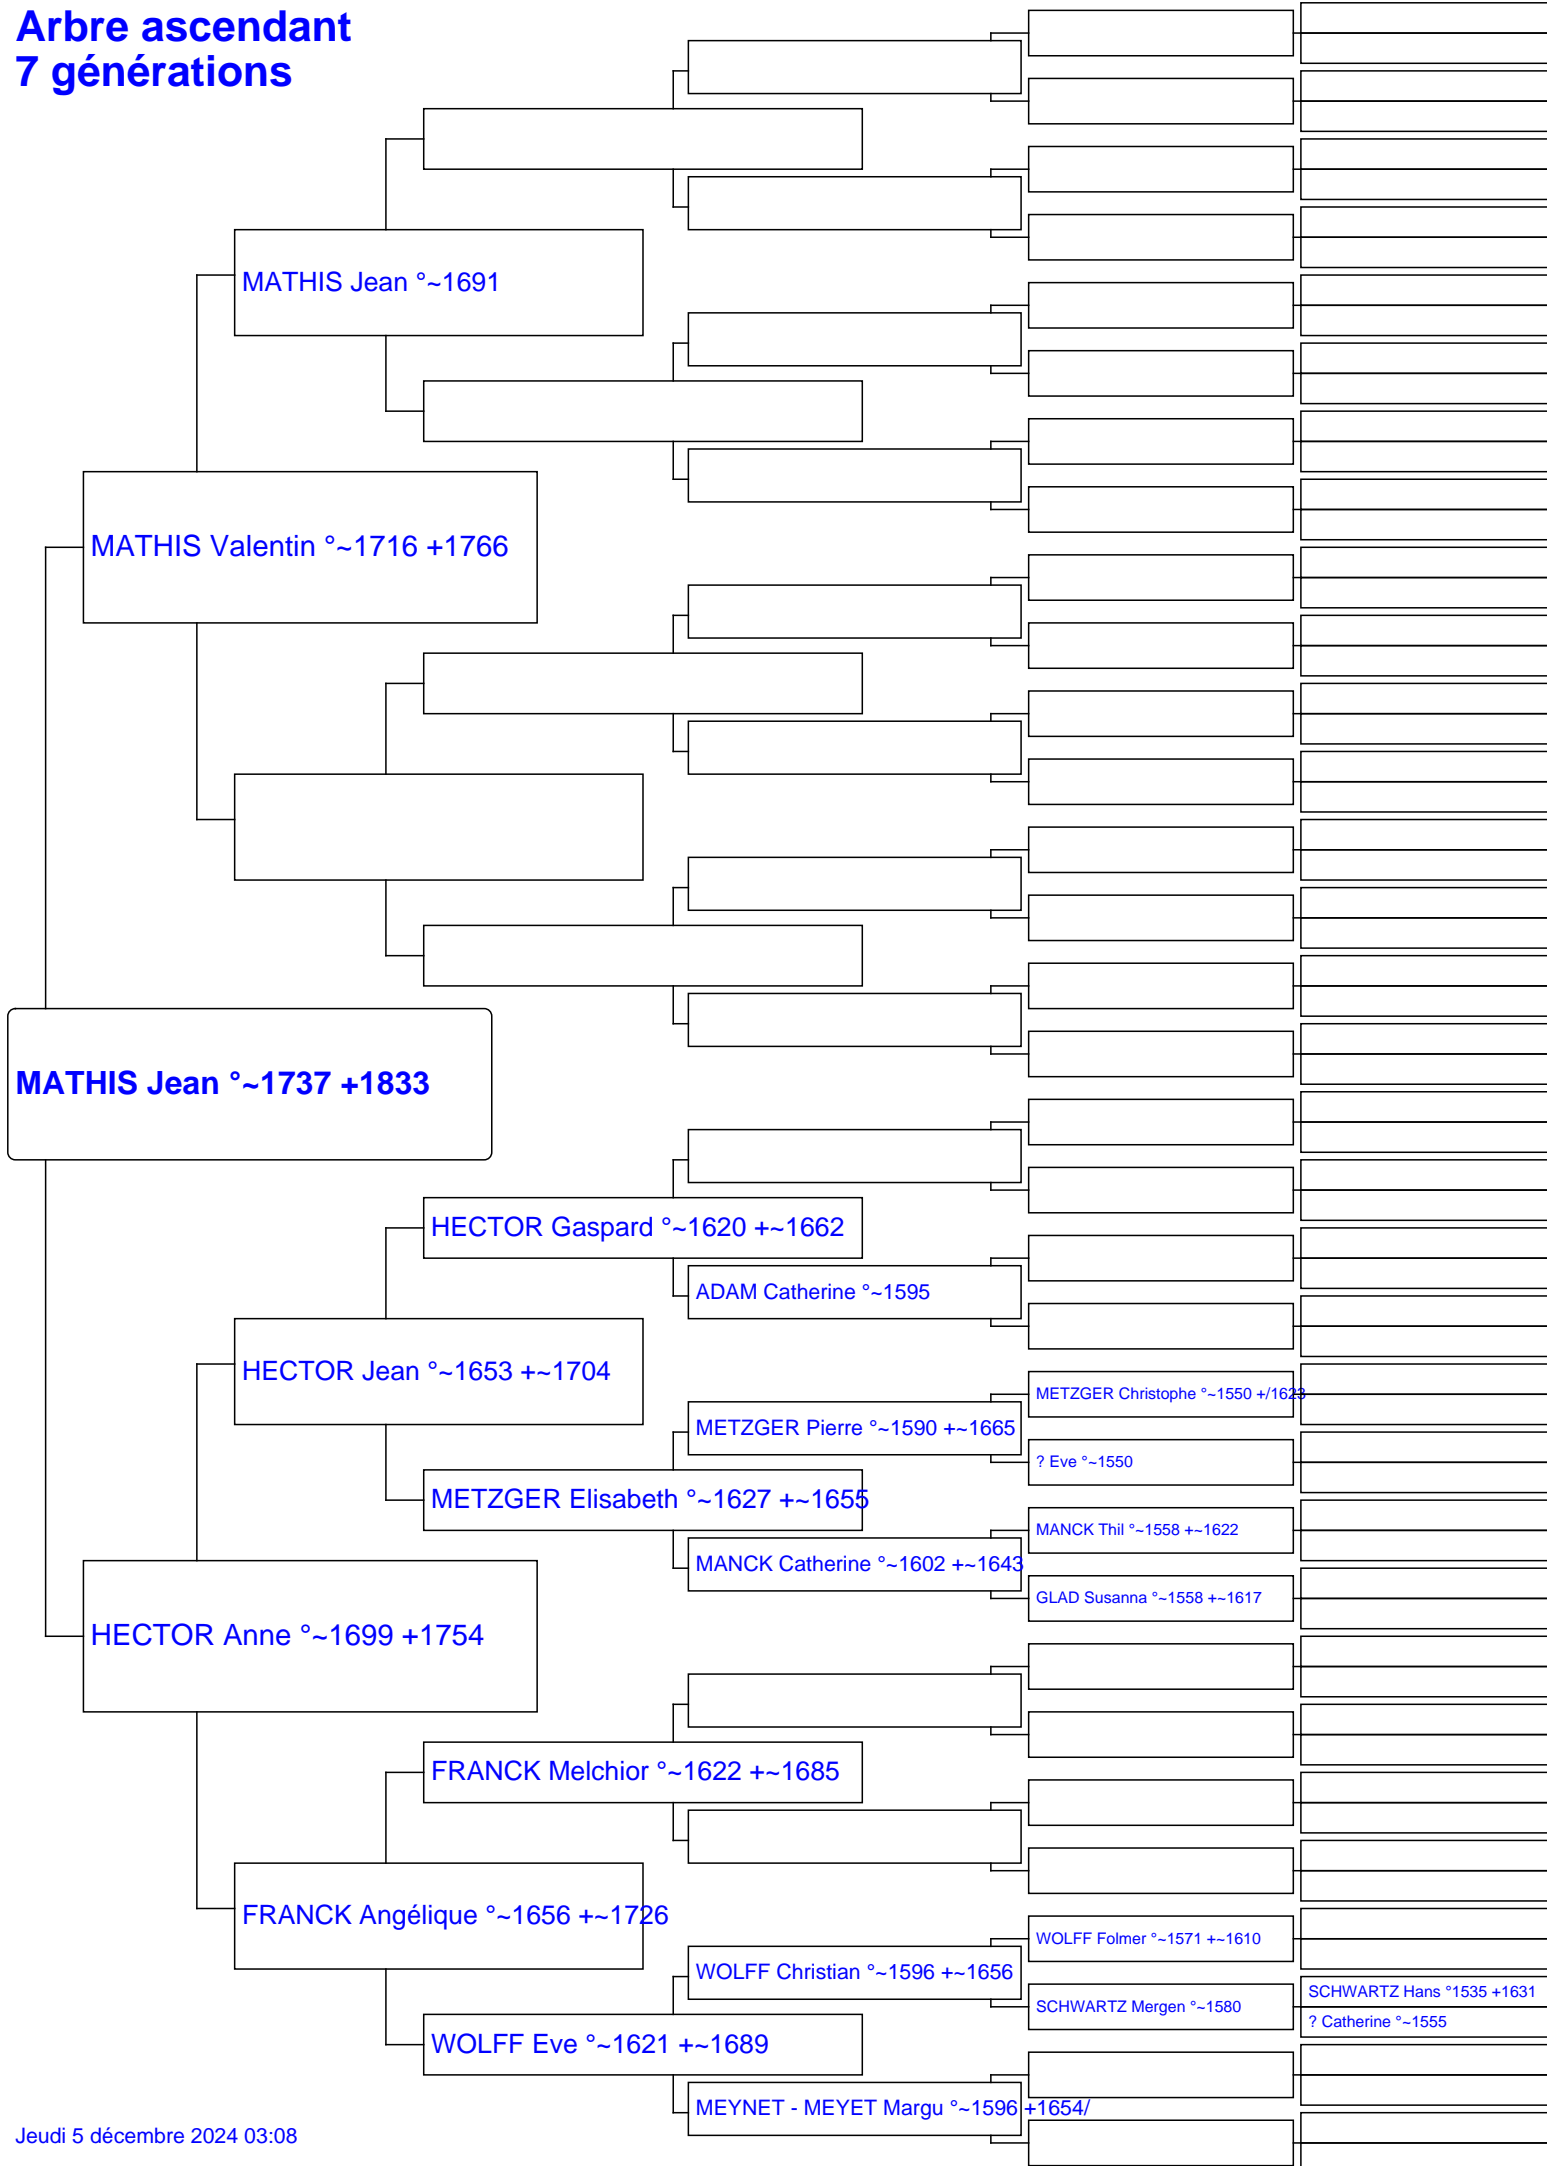 Arbre ascendant
7 générations
MATHIS Jean °~1691
MATHIS Valentin °~1716 +1766
MATHIS Jean °~1737 +1833
HECTOR Gaspard °~1620 +~1662
ADAM Catherine °~1595
HECTOR Jean °~1653 +~1704
METZGER Christophe °~1550 +/1623
METZGER Pierre °~1590 +~1665
? Eve °~1550
METZGER Elisabeth °~1627 +~1655
MANCK Thil °~1558 +~1622
MANCK Catherine °~1602 +~1643
GLAD Susanna °~1558 +~1617
HECTOR Anne °~1699 +1754
FRANCK Melchior °~1622 +~1685
FRANCK Angélique °~1656 +~1726
WOLFF Folmer °~1571 +~1610
WOLFF Christian °~1596 +~1656
SCHWARTZ Hans °1535 +1631
SCHWARTZ Mergen °~1580
? Catherine °~1555
WOLFF Eve °~1621 +~1689
MEYNET - MEYET Margu °~1596 +1654/
Jeudi 5 décembre 2024 03:08